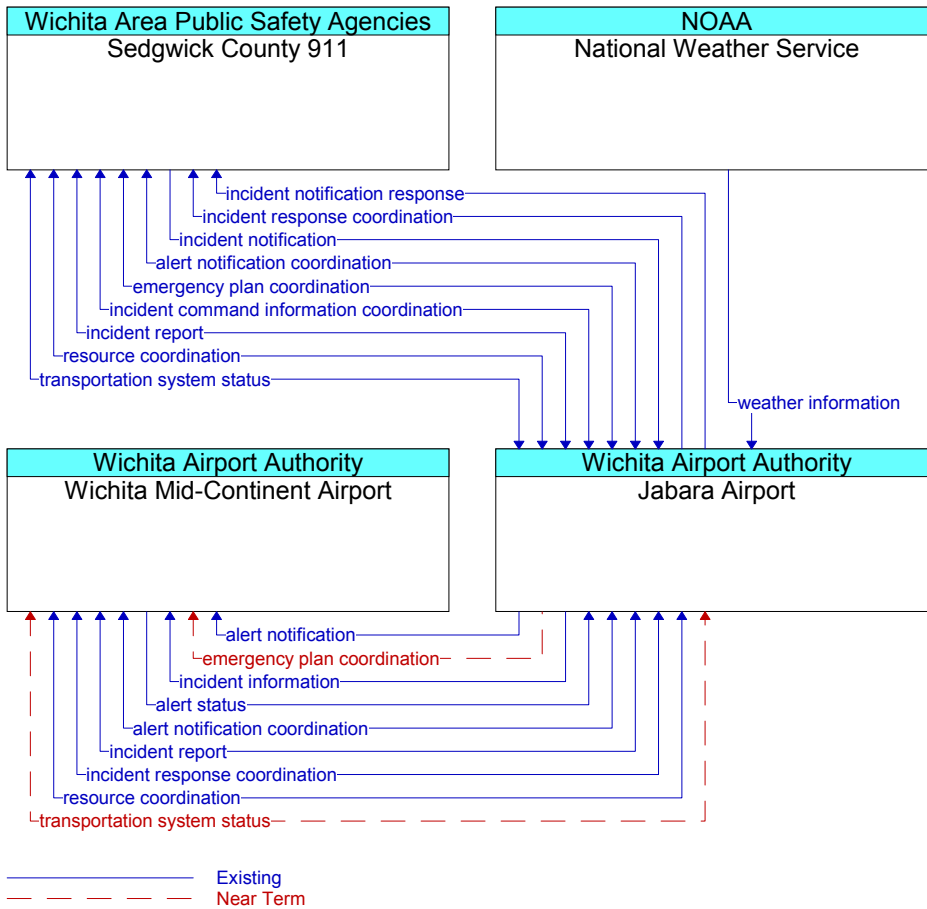 Wichita Area Public Safety Agencies
Sedgwick County 911
NOAA
National Weather Service
incident notification response
incident response coordination
incident notification
alert notification coordination
emergency plan coordination
incident command information coordination
incident report
resource coordination
transportation system status
weather information
Wichita Airport Authority
Wichita Mid-Continent Airport
Wichita Airport Authority
Jabara Airport
alert notification
emergency plan coordination
incident information
alert status
alert notification coordination
incident report
incident response coordination
resource coordination
transportation system status
Existing
Near Term